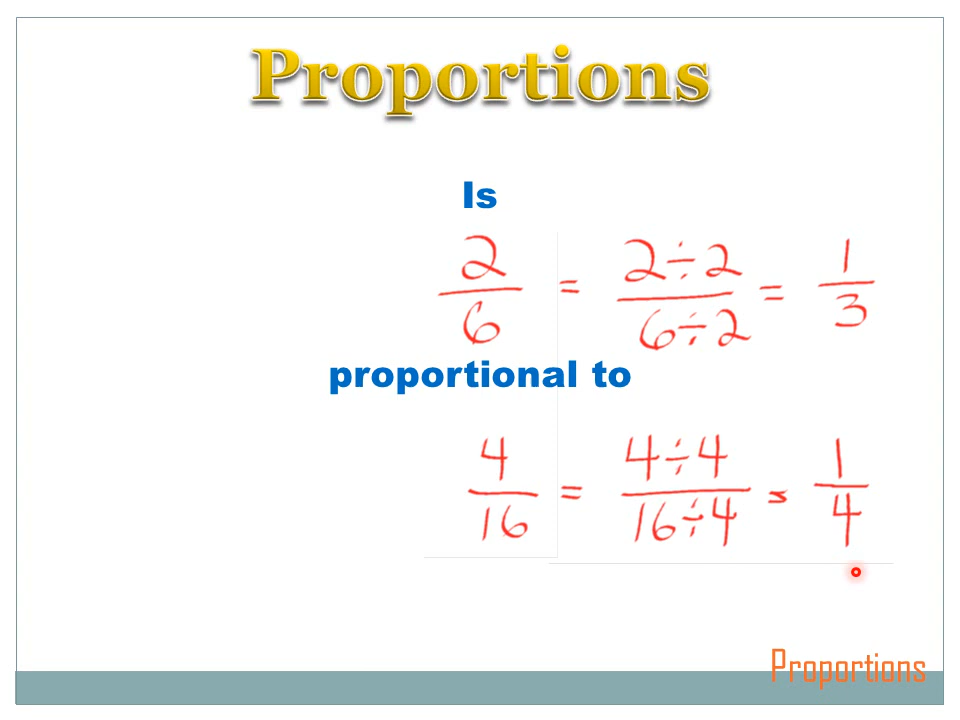 Proportions
Is
2/6 = 2÷2/6÷2 = 1/3
proportional to
4/16 = 4÷4/16÷4 = 1/4
Proportions